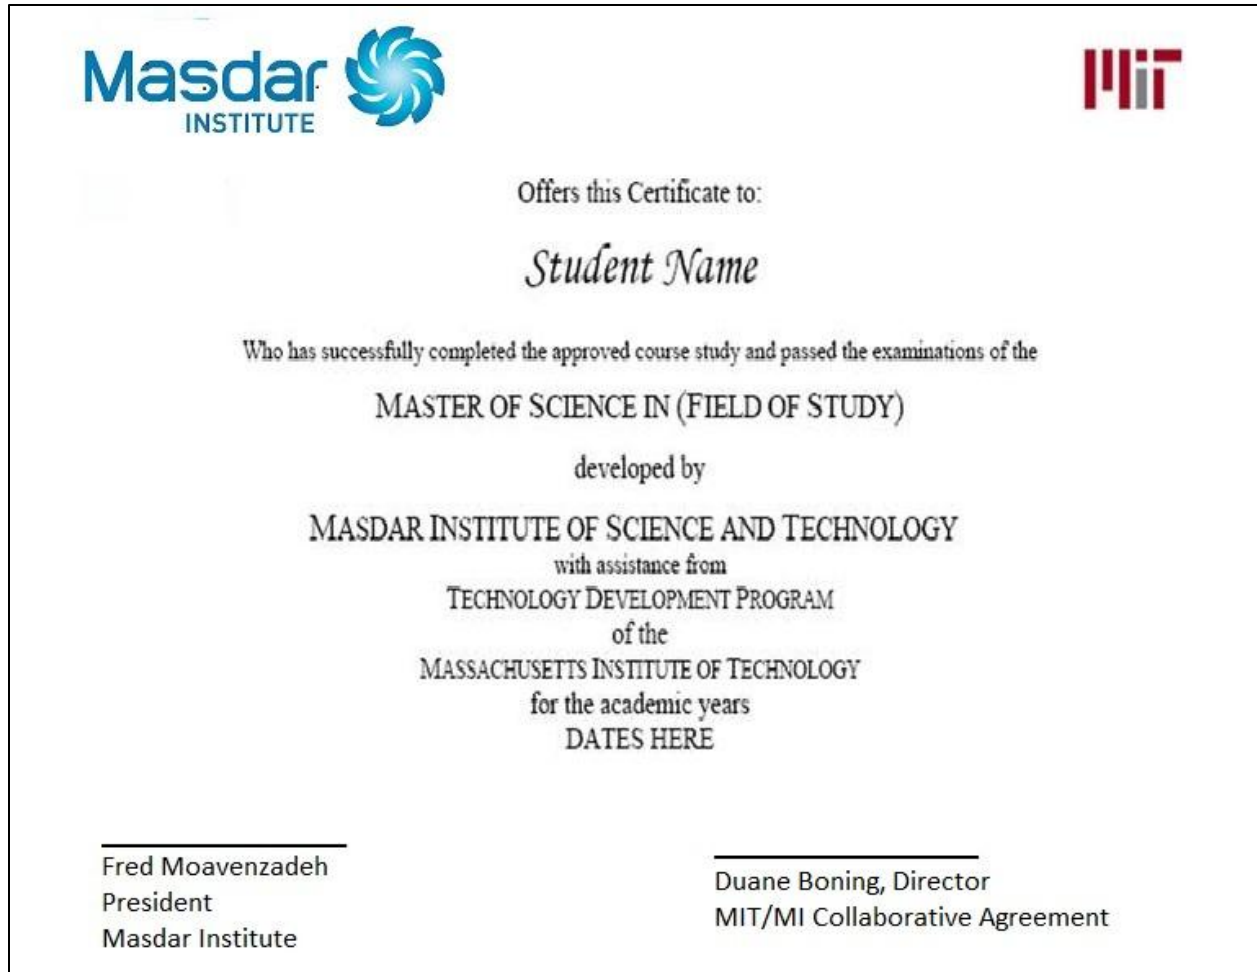 Masdar
INSTITUTE
MIT
Offers this Certificate to:
Student Name
Who has successfully completed the approved course study and passed the examinations of the
MASTER OF SCIENCE IN (FIELD OF STUDY)
developed by
MASDAR INSTITUTE OF SCIENCE AND TECHNOLOGY
with assistance from
TECHNOLOGY DEVELOPMENT PROGRAM
of the
MASSACHUSETTS INSTITUTE OF TECHNOLOGY
for the academic years
DATES HERE
Fred Moavenzadeh
President
Masdar Institute
Duane Boning, Director
MIT/MI Collaborative Agreement